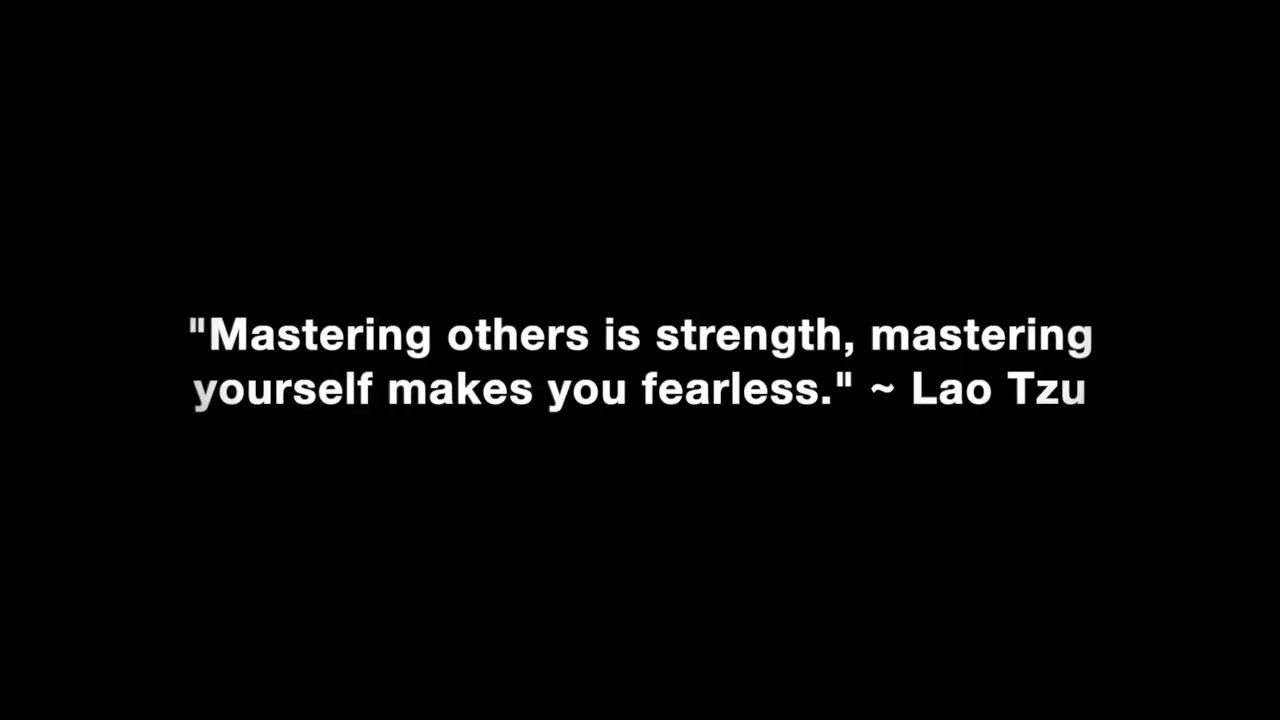 "Mastering others is strength, mastering
yourself makes you fearless." ~ Lao Tzu